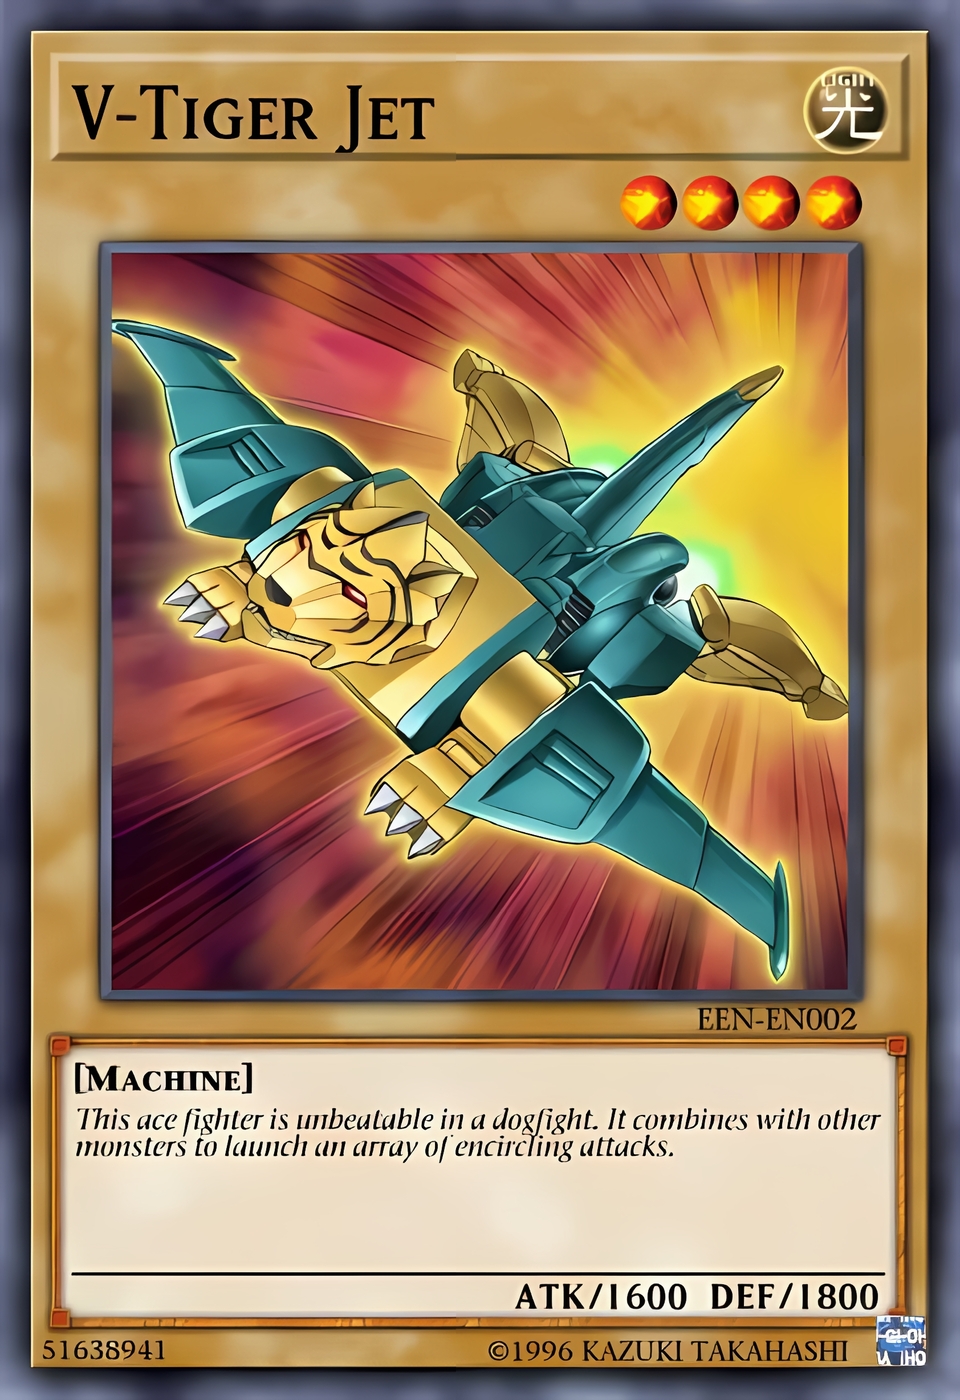 V-Tiger Jet
光
EEN-EN002
[Machine]
This ace fighter is unbeatable in a dogfight. It combines with other
monsters to launch an array of encircling attacks.
ATK/1600 DEF/1800
51638941
©1996 KAZUKI TAKAHASHI